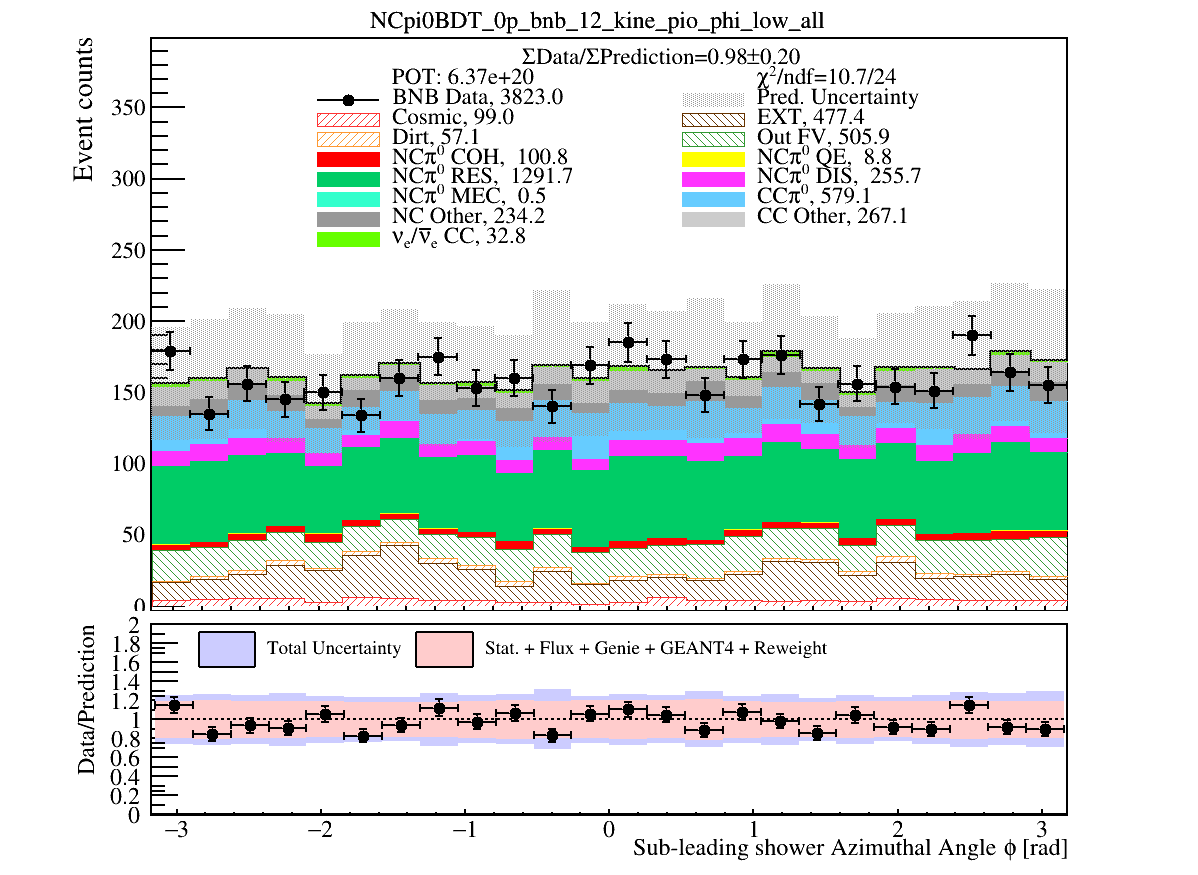 NCpi0BDT_0p_bnb_12_kine_pio_phi_low_all
Event counts
ΣData/ΣPrediction=0.98±0.20
POT: 6.37e+20
χ²/ndf=10.7/24
BNB Data, 3823.0
Pred. Uncertainty
Cosmic, 99.0
EXT, 477.4
Dirt, 57.1
Out FV, 505.9
NCπ⁰ COH, 100.8
NCπ⁰ QE, 8.8
NCπ⁰ RES, 1291.7
NCπ⁰ DIS, 255.7
NCπ⁰ MEC, 0.5
CCπ⁰, 579.1
NC Other, 234.2
CC Other, 267.1
νe/ν̅e CC, 32.8
350
300
250
200
150
100
50
0
Data/Prediction
2
1.8
1.6
1.4
1.2
1
0.8
0.6
0.4
0.2
0
Total Uncertainty
Stat. + Flux + Genie + GEANT4 + Reweight
−3 −2 −1 0 1 2 3
Sub-leading shower Azimuthal Angle ϕ [rad]